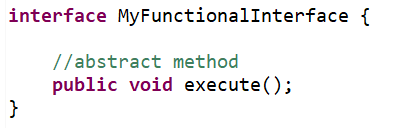 interface MyFunctionalInterface {
//abstract method
public void execute();
}